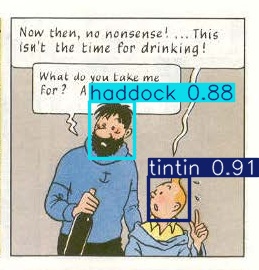 Now then, no nonsense! ... This
isn't the time for drinking!
What do you take me
for? A
haddock 0.88
tintin 0.91